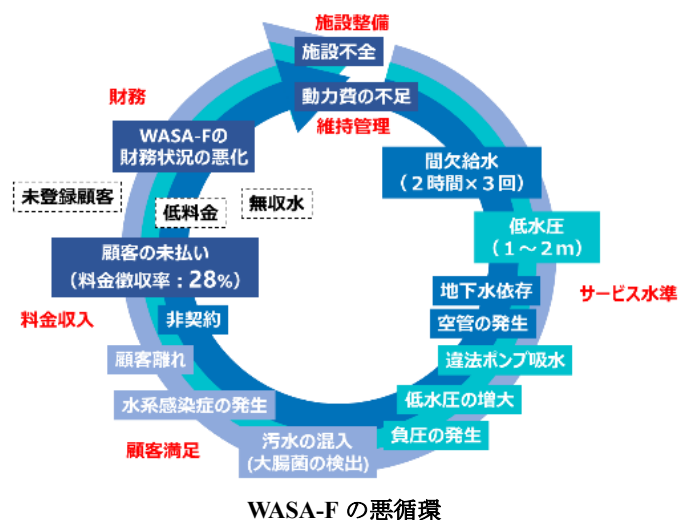 施設整備
施設不全
動力費の不足
維持管理
財務
WASA-Fの
財務状況の悪化
間欠給水
（２時間×３回）
未登録顧客
低料金
無収水
低水圧
（１～２ｍ）
顧客の未払い
（料金徴収率：28%）
地下水依存
サービス水準
料金収入
非契約
空管の発生
顧客離れ
違法ポンプ吸水
水系感染症の発生
低水圧の増大
顧客満足
汚水の混入
(大腸菌の検出)
負圧の発生
WASA-F の悪循環